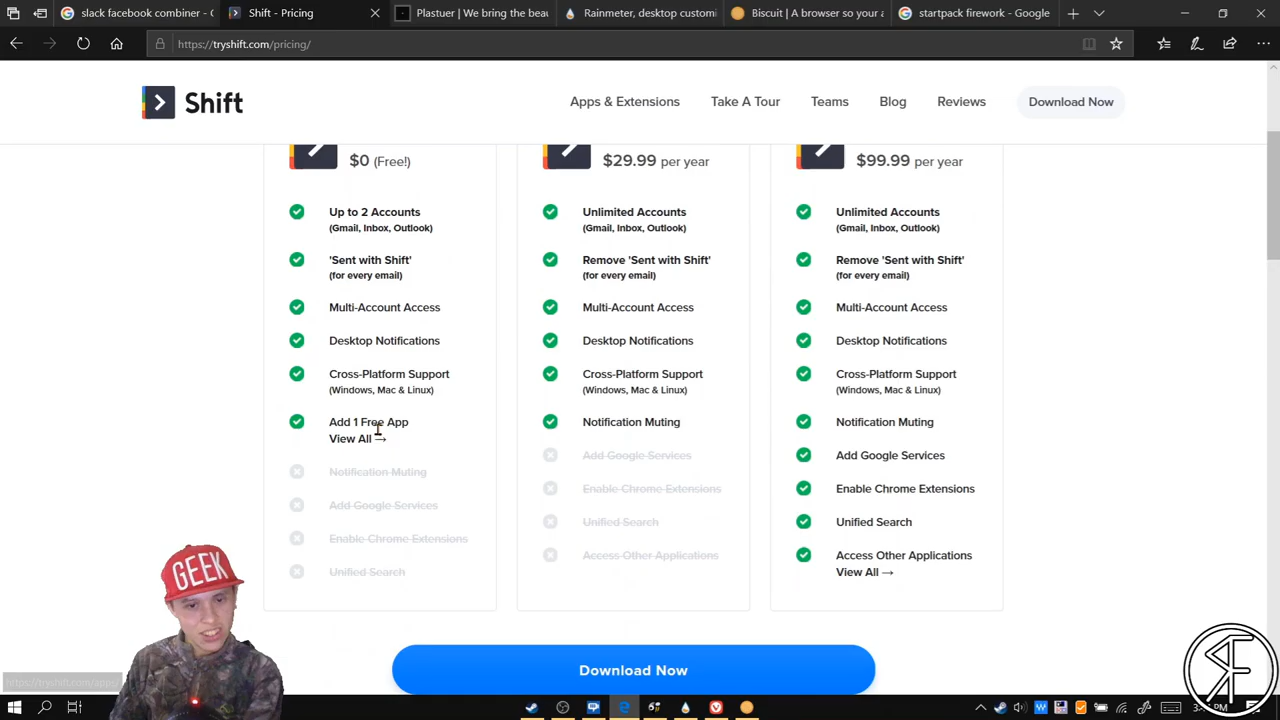 slack facebook combiner - G
Shift - Pricing
Plastuer | We bring the bea
Rainmeter, desktop customi
Biscuit | A browser so your a
startpack firework - Google
https://tryshift.com/pricing/
Shift
Apps & Extensions
Take A Tour
Teams
Blog
Reviews
Download Now
$0 (Free!)
Up to 2 Accounts
(Gmail, Inbox, Outlook)
'Sent with Shift'
(for every email)
Multi-Account Access
Desktop Notifications
Cross-Platform Support
(Windows, Mac & Linux)
Add 1 Free App
View All →
Notification Muting
Add Google Services
Enable Chrome Extensions
Unified Search
$29.99 per year
Unlimited Accounts
(Gmail, Inbox, Outlook)
Remove 'Sent with Shift'
(for every email)
Multi-Account Access
Desktop Notifications
Cross-Platform Support
(Windows, Mac & Linux)
Notification Muting
Add Google Services
Enable Chrome Extensions
Unified Search
Access Other Applications
$99.99 per year
Unlimited Accounts
(Gmail, Inbox, Outlook)
Remove 'Sent with Shift'
(for every email)
Multi-Account Access
Desktop Notifications
Cross-Platform Support
(Windows, Mac & Linux)
Notification Muting
Add Google Services
Enable Chrome Extensions
Unified Search
Access Other Applications
View All →
Download Now
GEEK
https://tryshift.com/apps/